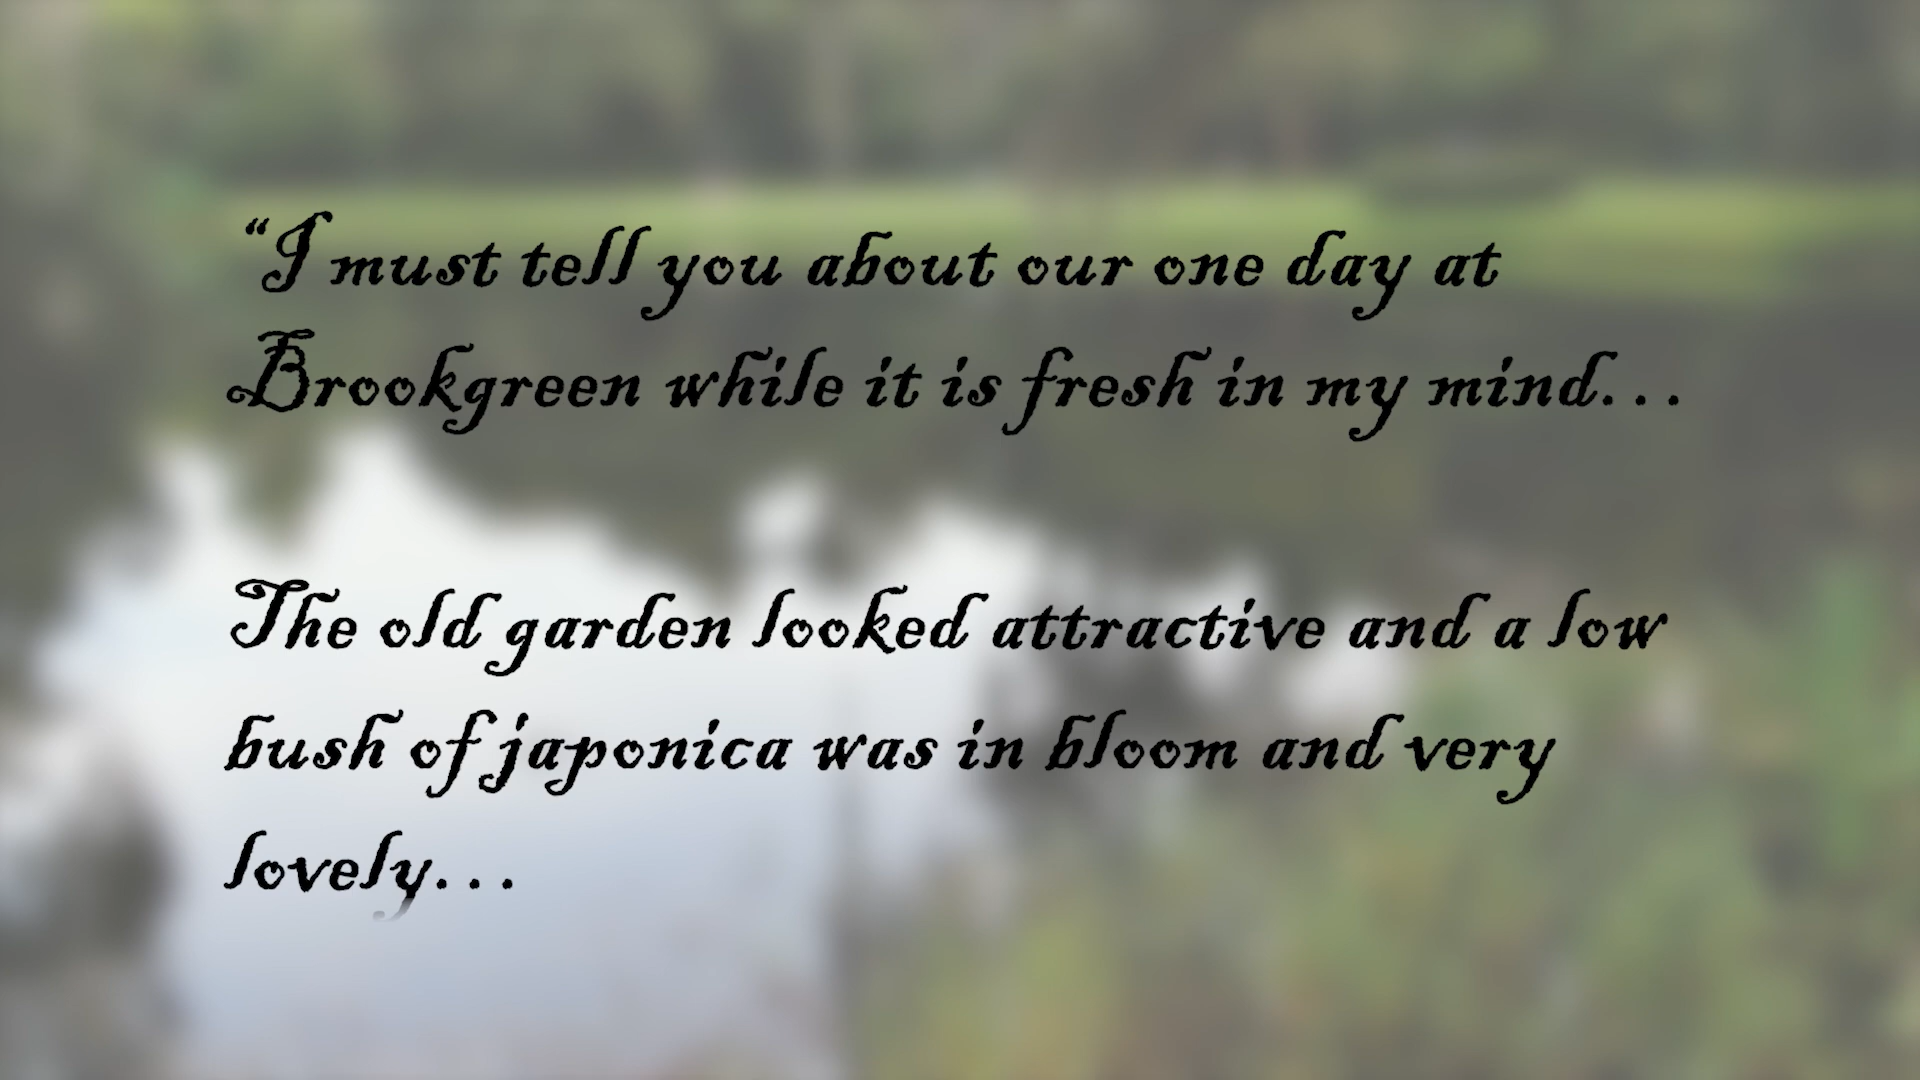 “I must tell you about our one day at
Brookgreen while it is fresh in my mind...
The old garden looked attractive and a low
bush of japonica was in bloom and very
lovely...